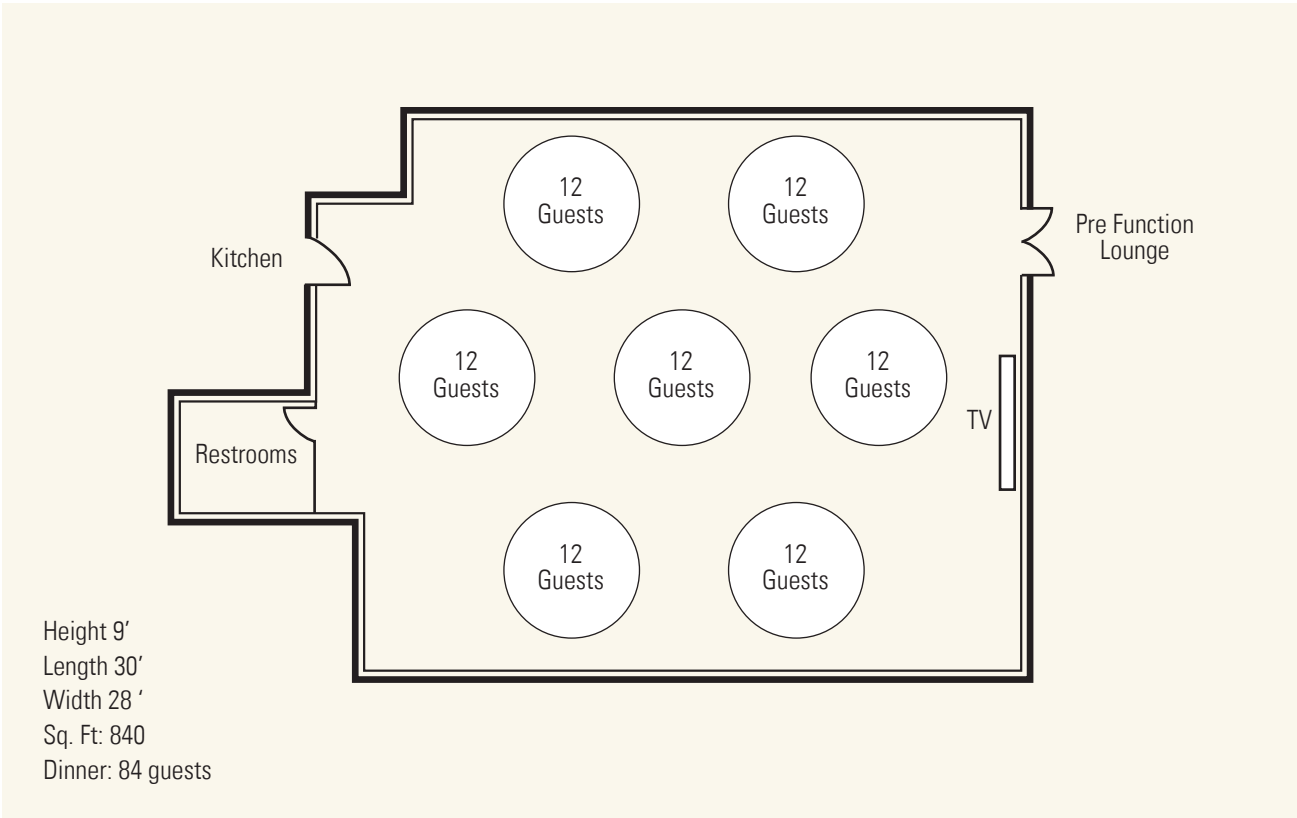 12
Guests
12
Guests
Pre Function
Lounge
Kitchen
12
Guests
12
Guests
12
Guests
TV
Restrooms
12
Guests
12
Guests
Height 9’
Length 30’
Width 28 ‘
Sq. Ft: 840
Dinner: 84 guests